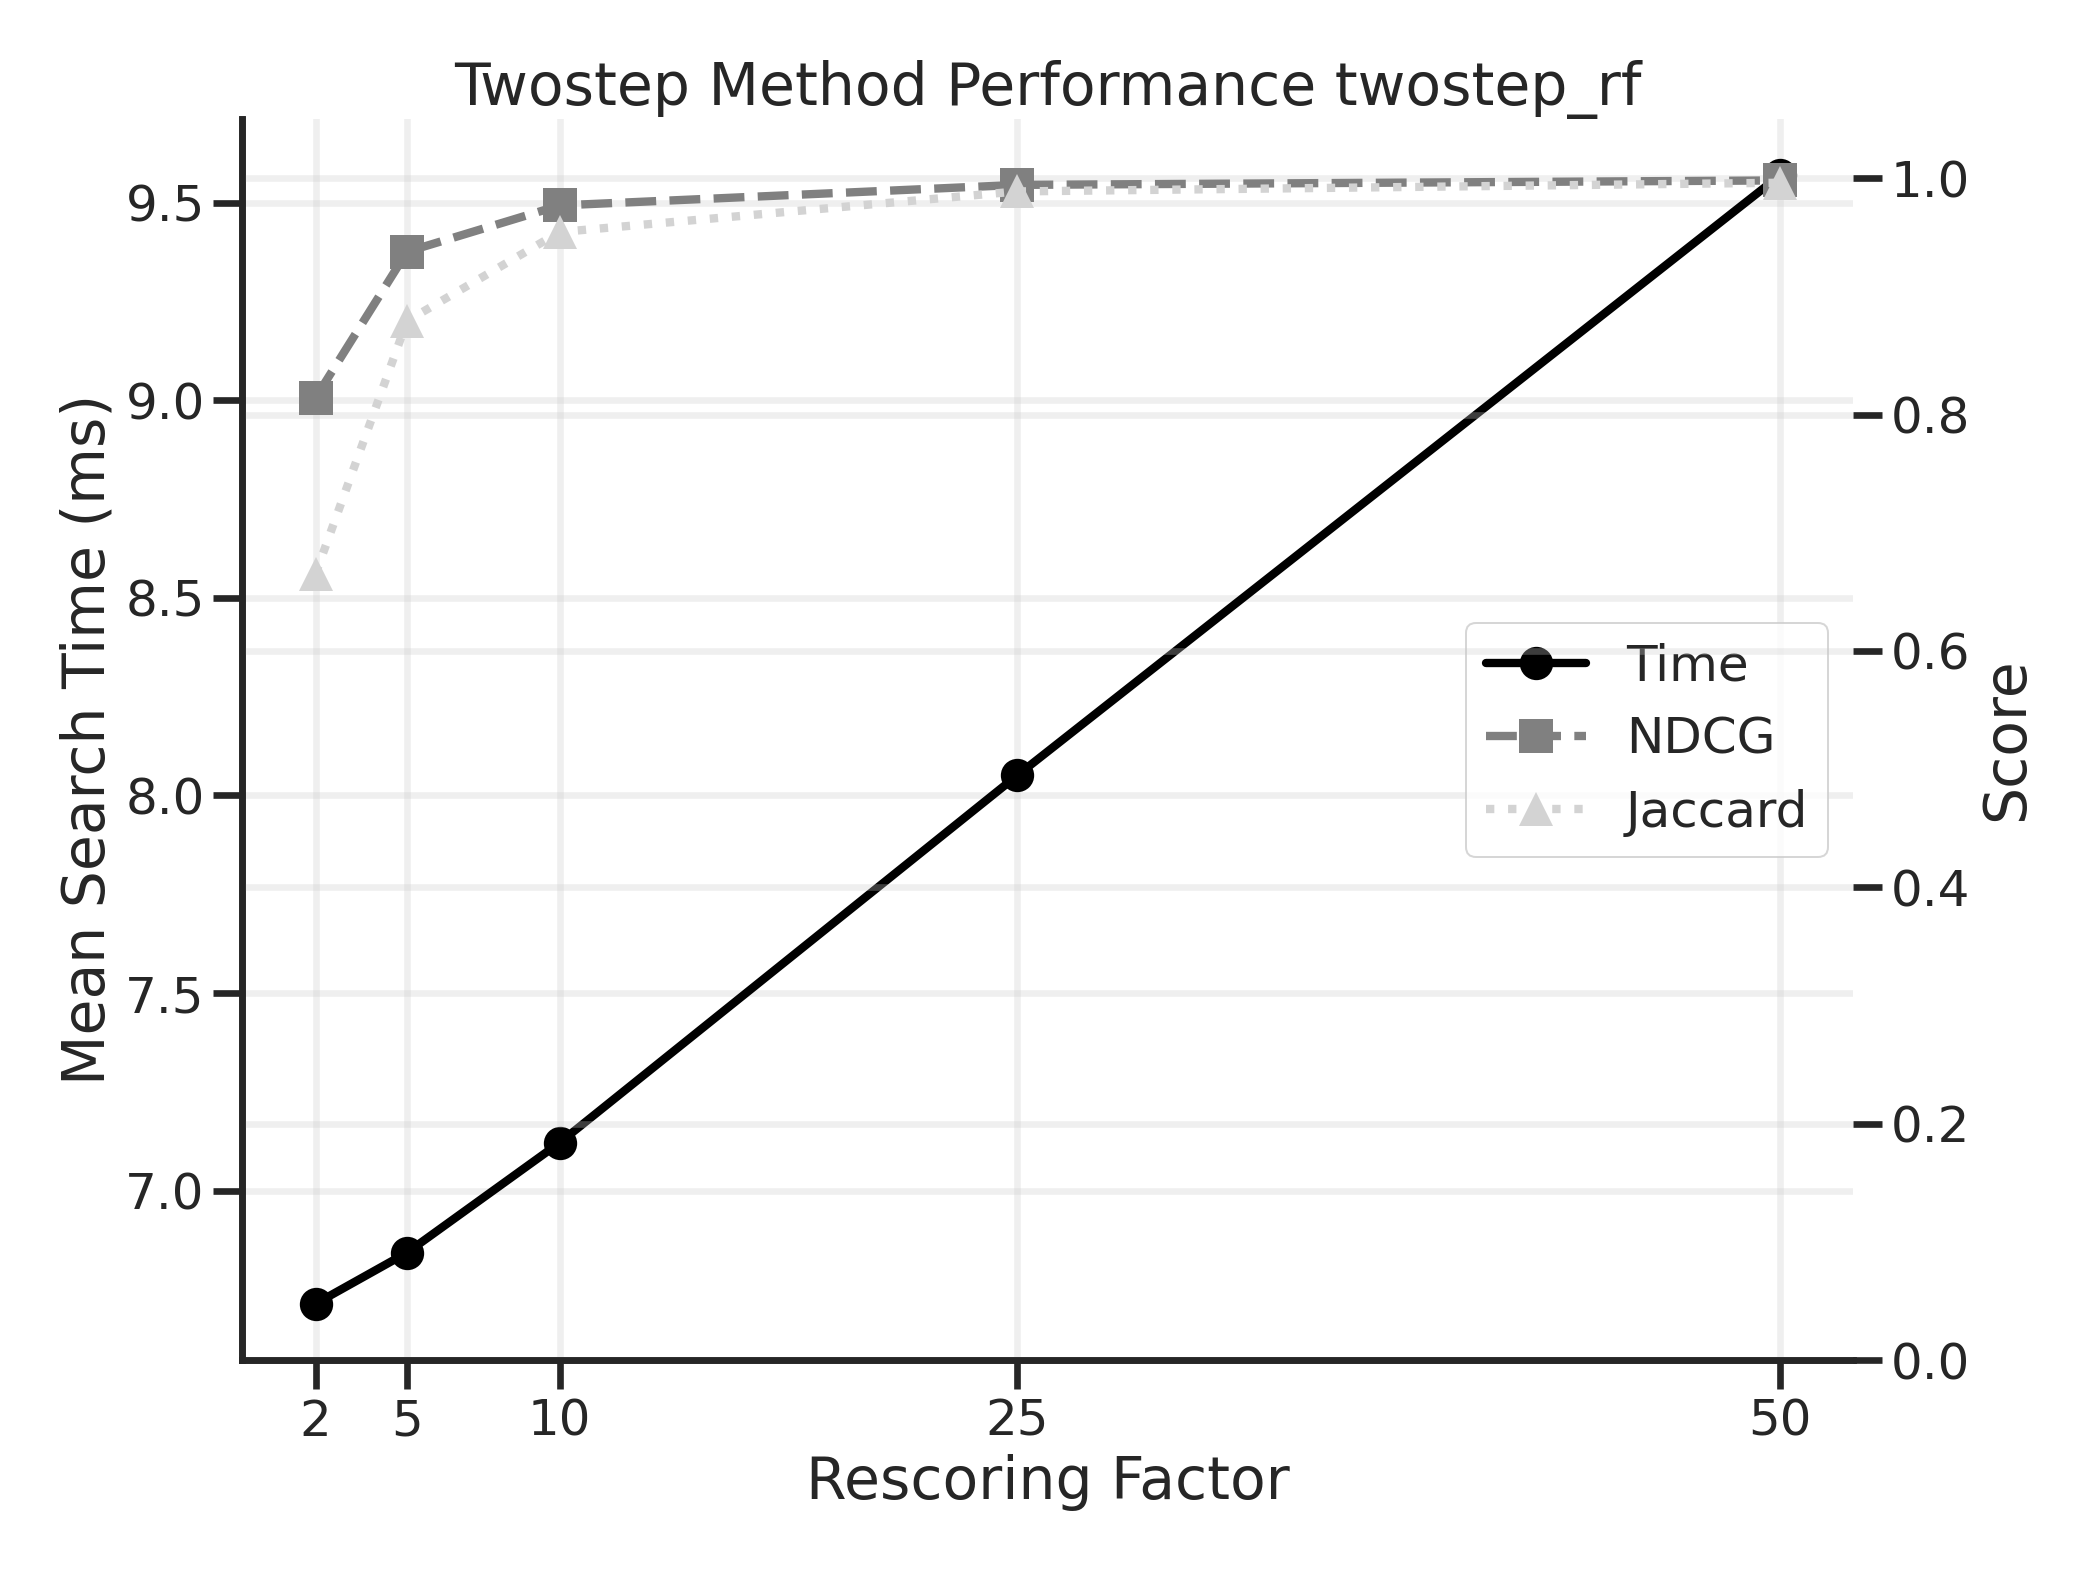 Twostep Method Performance twostep_rf
Mean Search Time (ms)
9.5
9.0
8.5
8.0
7.5
7.0
1.0
0.8
0.6
0.4
0.2
0.0
Score
Time
NDCG
Jaccard
2 5 10 25 50
Rescoring Factor